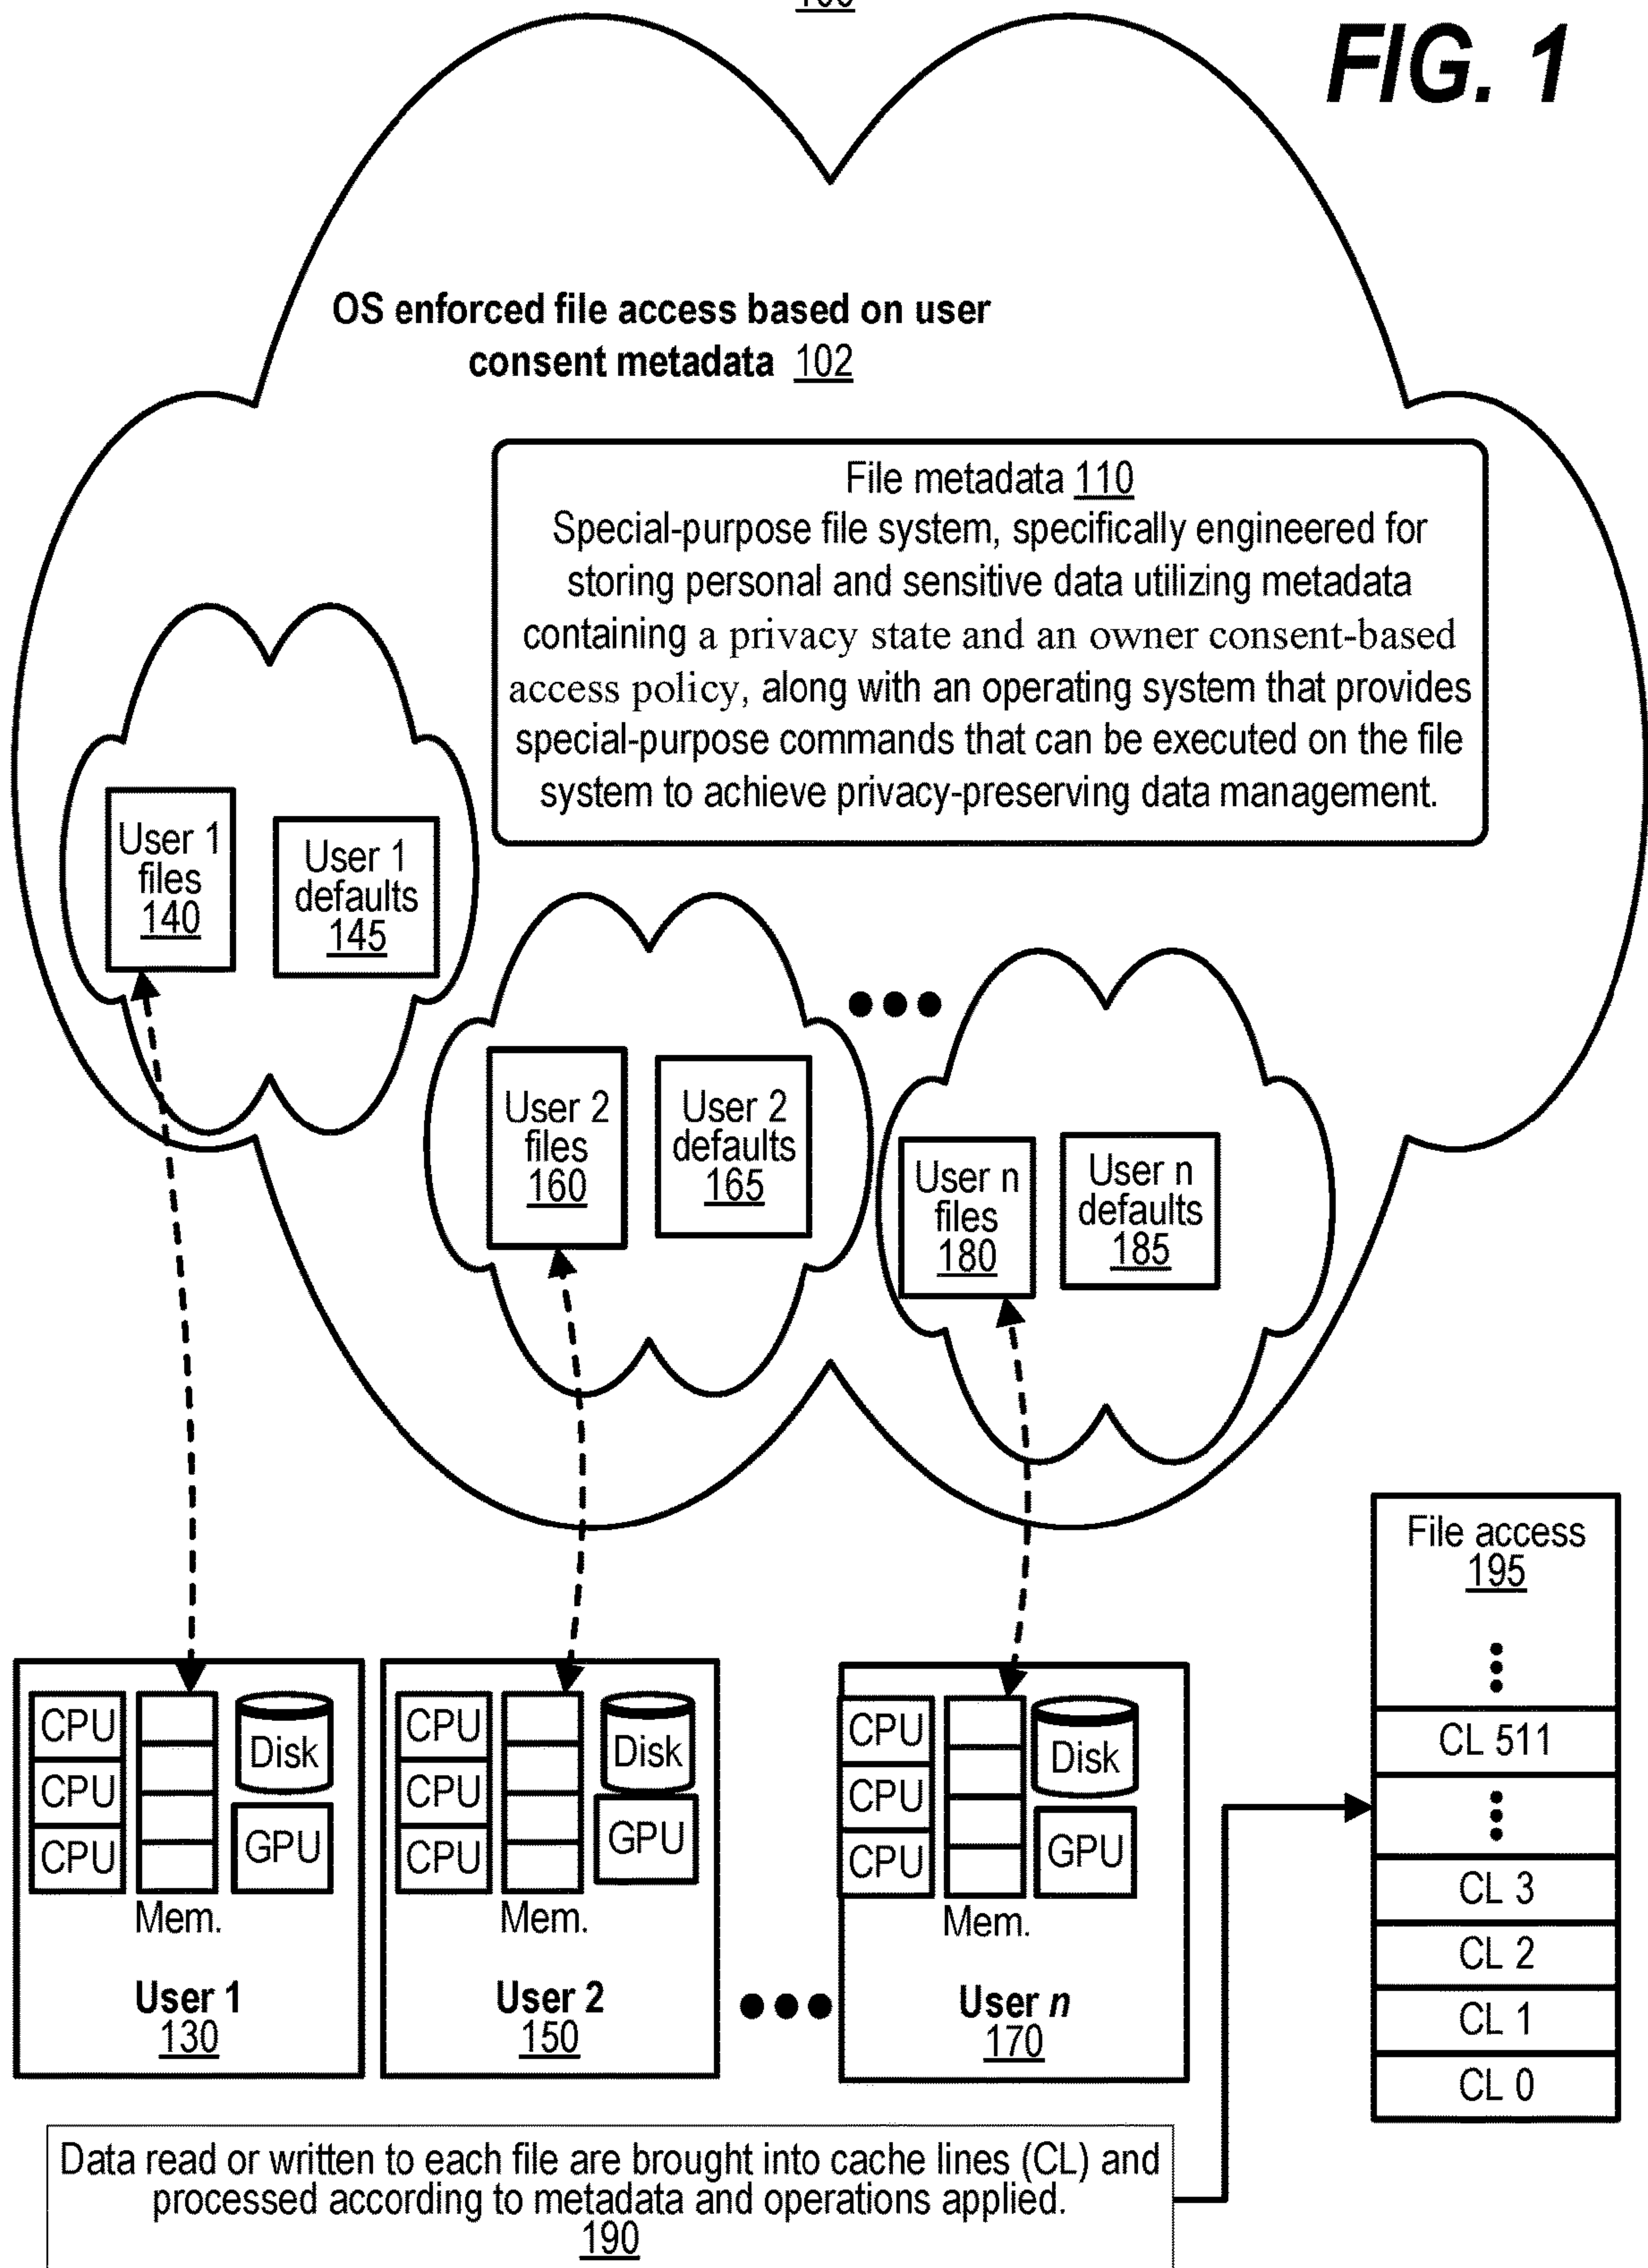 FIG. 1
OS enforced file access based on user
consent metadata 102
File metadata 110
Special-purpose file system, specifically engineered for
storing personal and sensitive data utilizing metadata
containing a privacy state and an owner consent-based
access policy, along with an operating system that provides
special-purpose commands that can be executed on the file
system to achieve privacy-preserving data management.
User 1
files
140
User 1
defaults
145
User 2
files
160
User 2
defaults
165
User n
files
180
User n
defaults
185
File access
195
CL 511
CL 3
CL 2
CL 1
CL 0
CPU
CPU
CPU
Mem.
Disk
GPU
User 1
130
CPU
CPU
CPU
Mem.
Disk
GPU
User 2
150
CPU
CPU
CPU
Mem.
Disk
GPU
User n
170
Data read or written to each file are brought into cache lines (CL) and
processed according to metadata and operations applied.
190